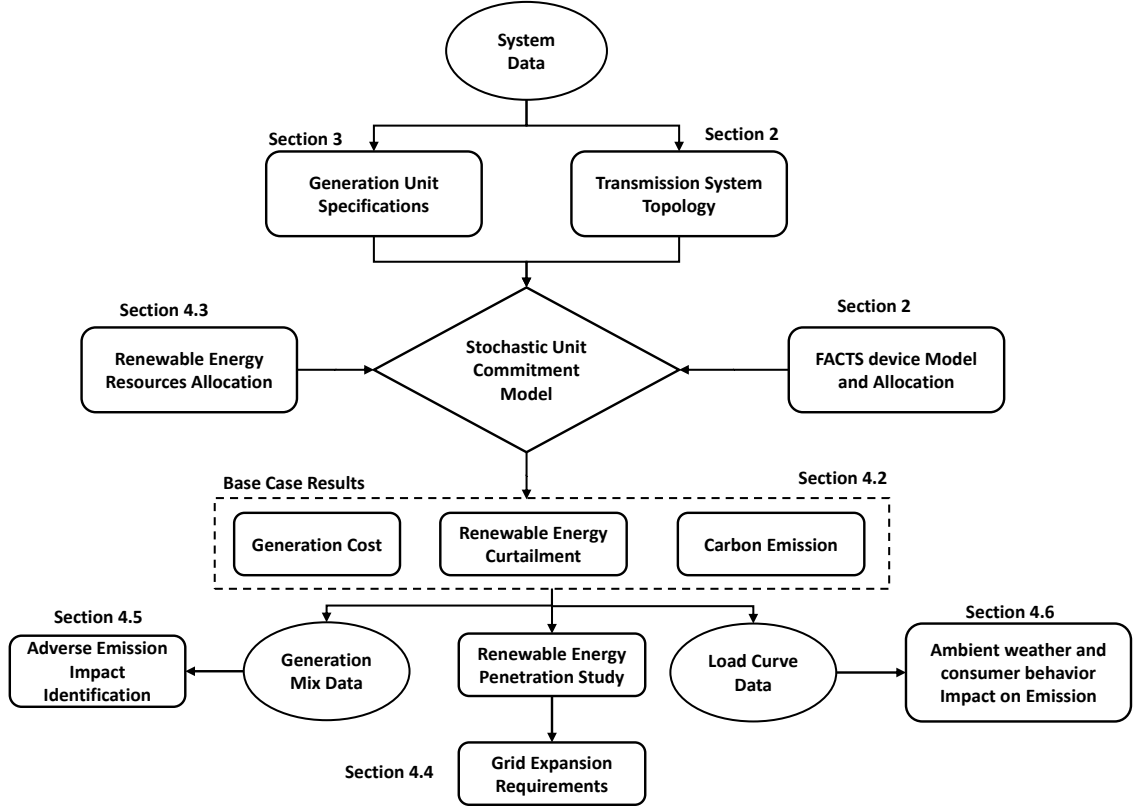 System
Data
Section 3
Section 2
Generation Unit
Specifications
Transmission System
Topology
Section 4.3
Section 2
Renewable Energy
Resources Allocation
Stochastic Unit
Commitment
Model
FACTS device Model
and Allocation
Base Case Results
Section 4.2
Generation Cost
Renewable Energy
Curtailment
Carbon Emission
Section 4.5
Section 4.6
Adverse Emission
Impact
Identification
Generation
Mix Data
Renewable Energy
Penetration Study
Load Curve
Data
Ambient weather and
consumer behavior
Impact on Emission
Section 4.4
Grid Expansion
Requirements